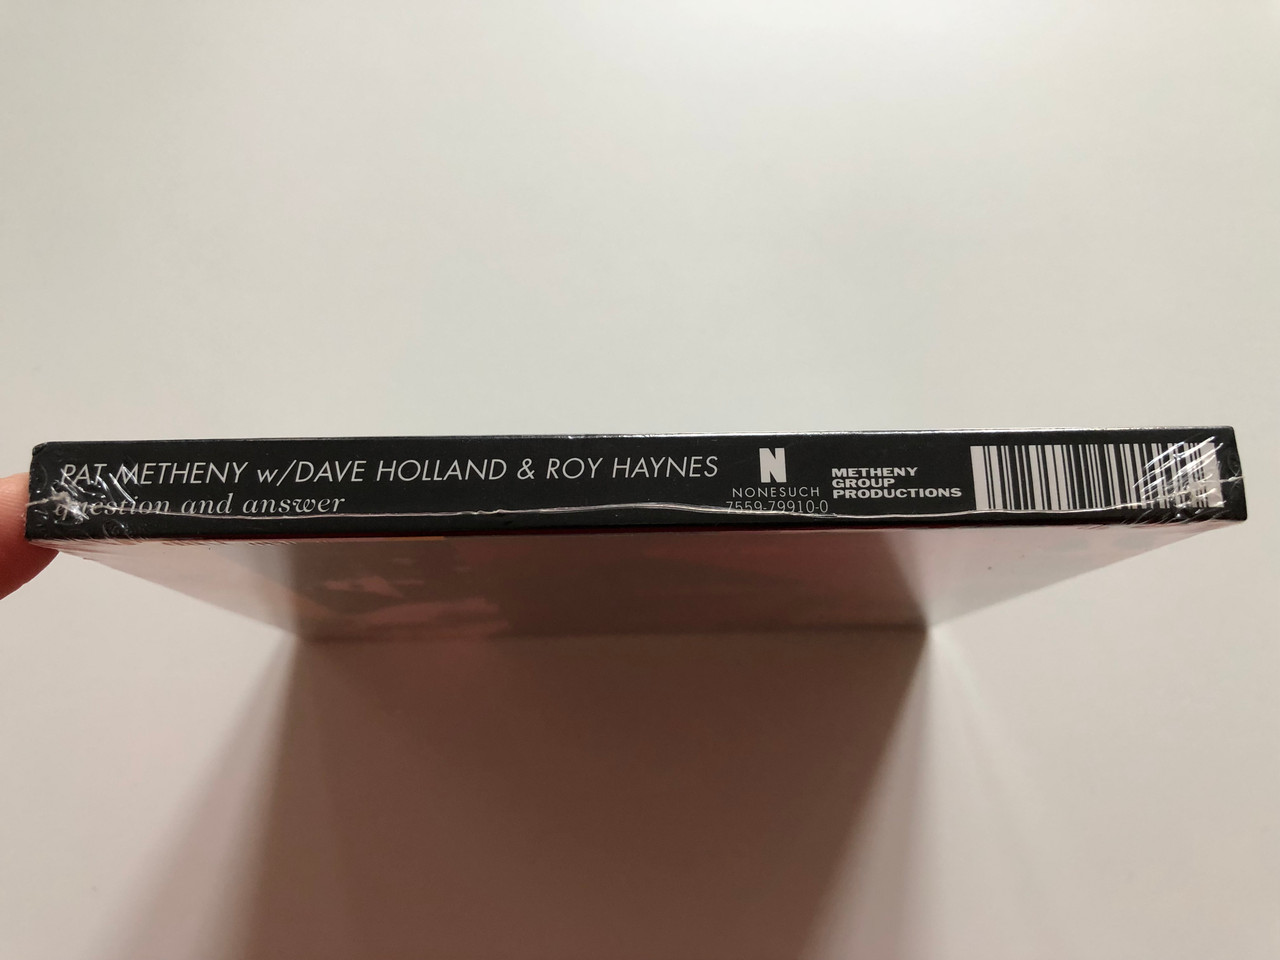 PAT METHENY w/DAVE HOLLAND & ROY HAYNES
question and answer
N
NONESUCH
7559-79910-0
METHENY
GROUP
PRODUCTIONS